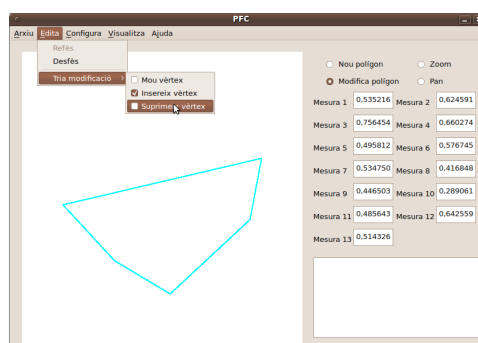 PFC
Arxiu Edita Configura Visualitza Ajuda
Refés
Desfés
Tria modificació
Mou vèrtex
Insereix vèrtex
Suprimeix vèrtex
Nou polígon Zoom
Modifica polígon Pan
Mesura 1 0,535216 Mesura 2 0,624591
Mesura 3 0,756454 Mesura 4 0,660274
Mesura 5 0,495812 Mesura 6 0,576745
Mesura 7 0,534750 Mesura 8 0,416848
Mesura 9 0,446503 Mesura 10 0,289061
Mesura 11 0,485643 Mesura 12 0,642559
Mesura 13 0,514326